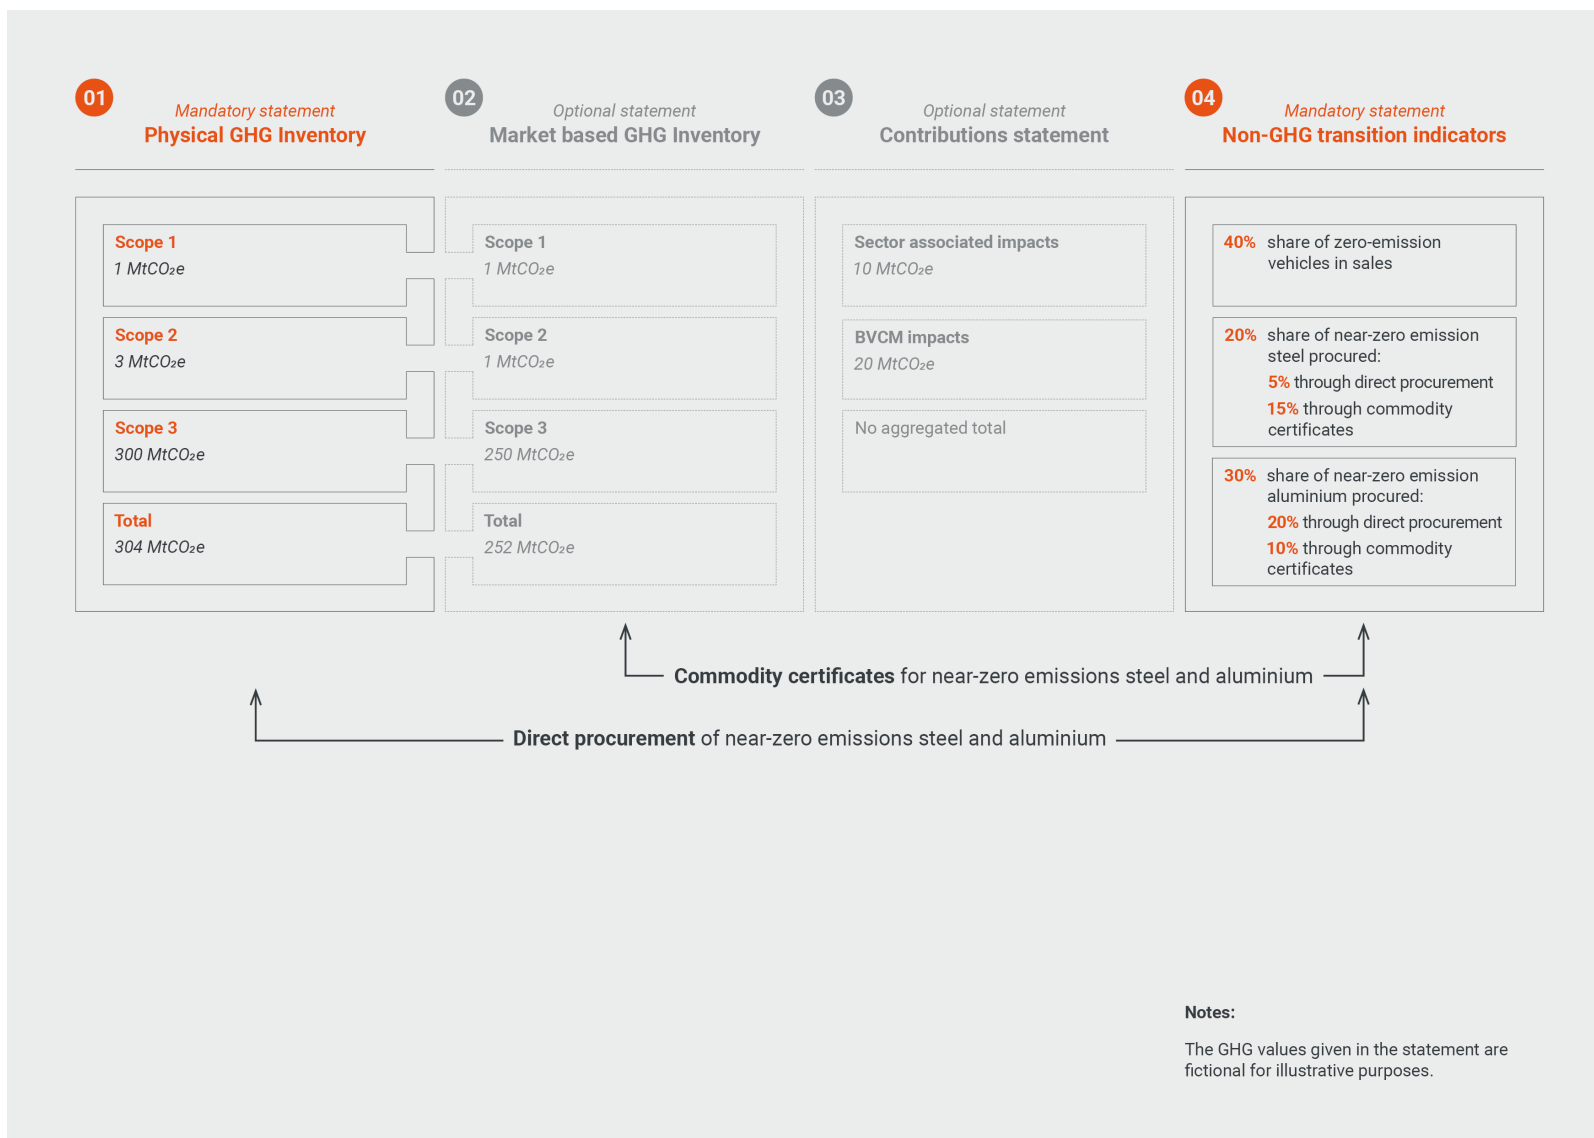 01
Mandatory statement
Physical GHG Inventory
Scope 1
1 MtCO₂e
Scope 2
3 MtCO₂e
Scope 3
300 MtCO₂e
Total
304 MtCO₂e
02
Optional statement
Market based GHG Inventory
Scope 1
1 MtCO₂e
Scope 2
1 MtCO₂e
Scope 3
250 MtCO₂e
Total
252 MtCO₂e
03
Optional statement
Contributions statement
Sector associated impacts
10 MtCO₂e
BVCM impacts
20 MtCO₂e
No aggregated total
04
Mandatory statement
Non-GHG transition indicators
40% share of zero-emission
vehicles in sales
20% share of near-zero emission
steel procured:
5% through direct procurement
15% through commodity
certificates
30% share of near-zero emission
aluminium procured:
20% through direct procurement
10% through commodity
certificates
Commodity certificates for near-zero emissions steel and aluminium
Direct procurement of near-zero emissions steel and aluminium
Notes:
The GHG values given in the statement are
fictional for illustrative purposes.